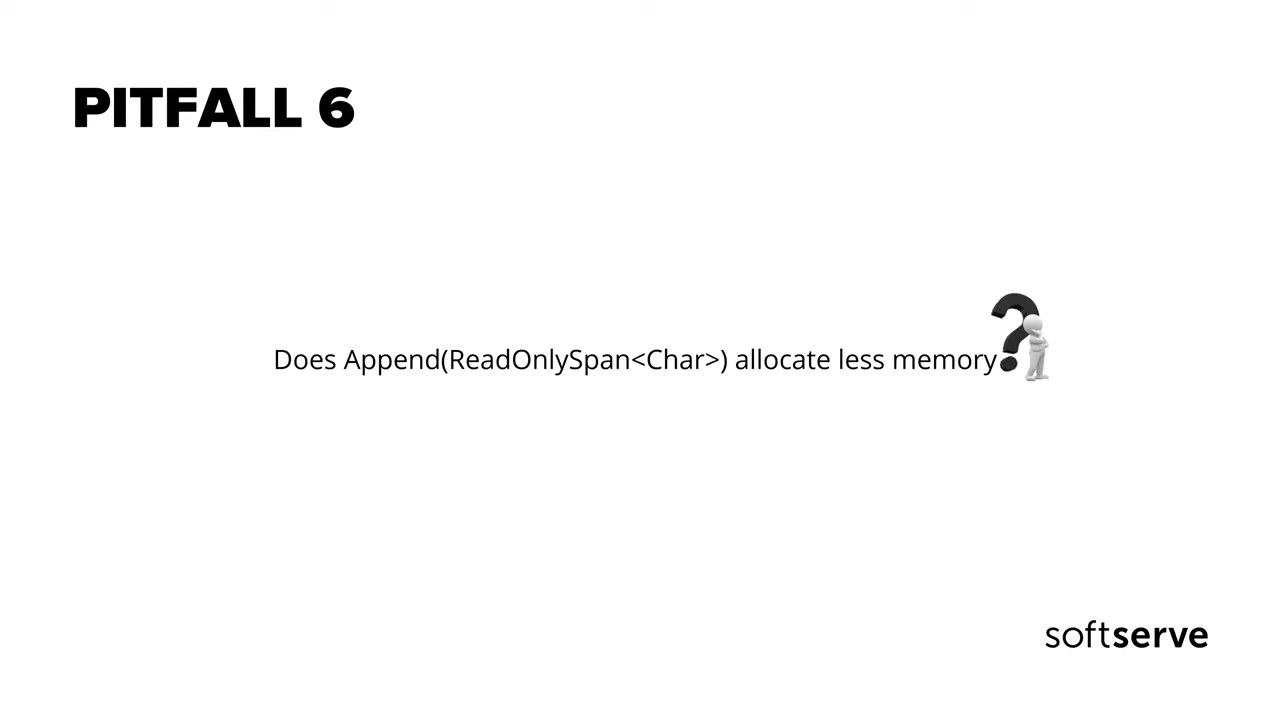 PITFALL 6
Does Append(ReadOnlySpan<Char>) allocate less memory?
softserve